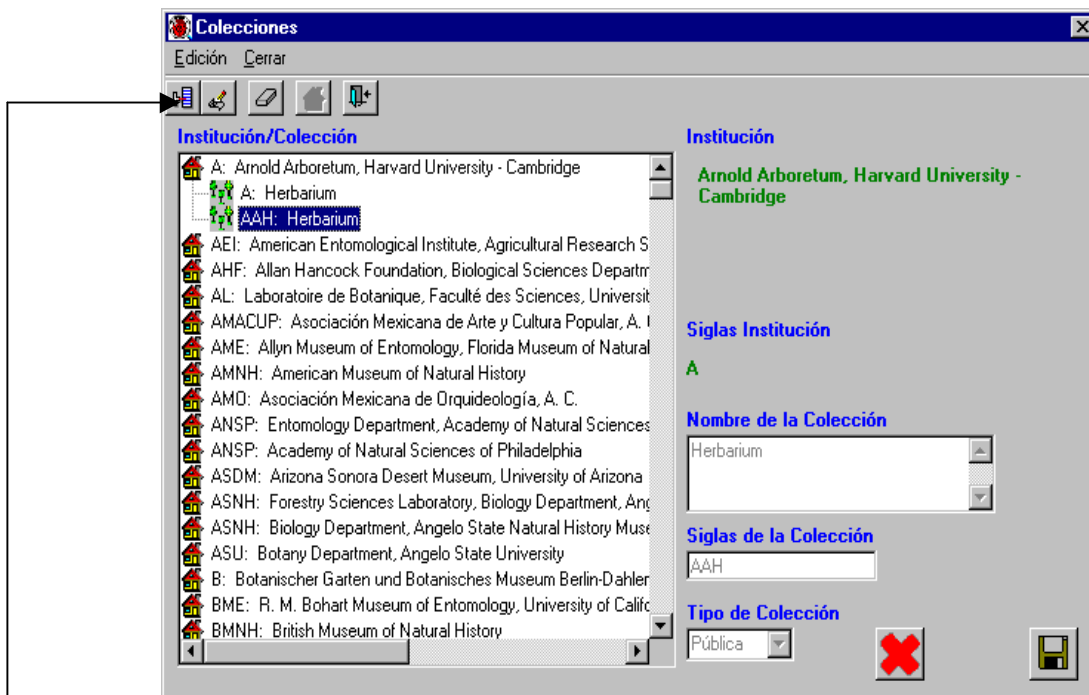 Colecciones
Edición Cerrar
Institución/Colección
A: Arnold Arboretum, Harvard University - Cambridge
A: Herbarium
AAH: Herbarium
AEI: American Entomological Institute, Agricultural Research S
AHF: Allan Hancock Foundation, Biological Sciences Departm
AL: Laboratoire de Botanique, Faculté des Sciences, Universit
AMACUP: Asociación Mexicana de Arte y Cultura Popular, A.
AME: Allyn Museum of Entomology, Florida Museum of Natural
AMNH: American Museum of Natural History
AMO: Asociación Mexicana de Orquideología, A. C.
ANSP: Entomology Department, Academy of Natural Sciences
ANSP: Academy of Natural Sciences of Philadelphia
ASDM: Arizona Sonora Desert Museum, University of Arizona
ASNH: Forestry Sciences Laboratory, Biology Department, Ang
ASNH: Biology Department, Angelo State Natural History Muse
ASU: Botany Department, Angelo State University
B: Botanischer Garten und Botanisches Museum Berlin-Dahlem
BME: R. M. Bohart Museum of Entomology, University of Califo
BMNH: British Museum of Natural History
Institución
Arnold Arboretum, Harvard University -
Cambridge
Siglas Institución
A
Nombre de la Colección
Herbarium
Siglas de la Colección
AAH
Tipo de Colección
Pública